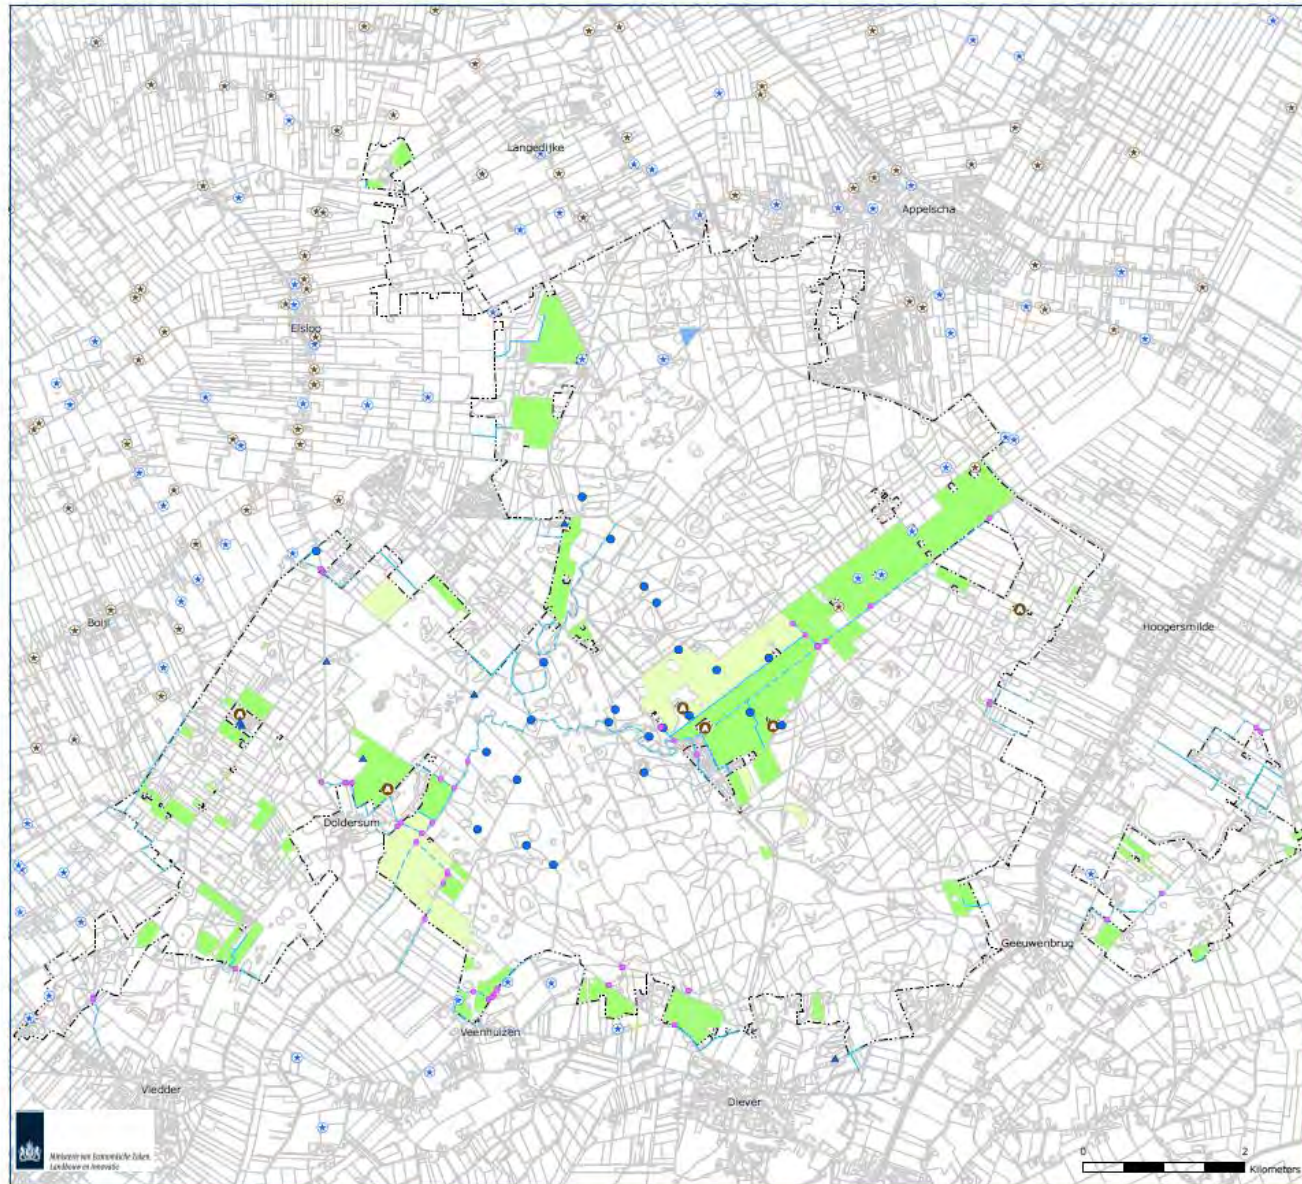 Langedijke
Appelscha
Elsloo
Boijl
Hoogersmilde
Doldersum
Geeuwenbrug
Veenhuizen
Vledder
Diever
Ministerie van Economische Zaken,
Landbouw en Innovatie
0 2
Kilometers